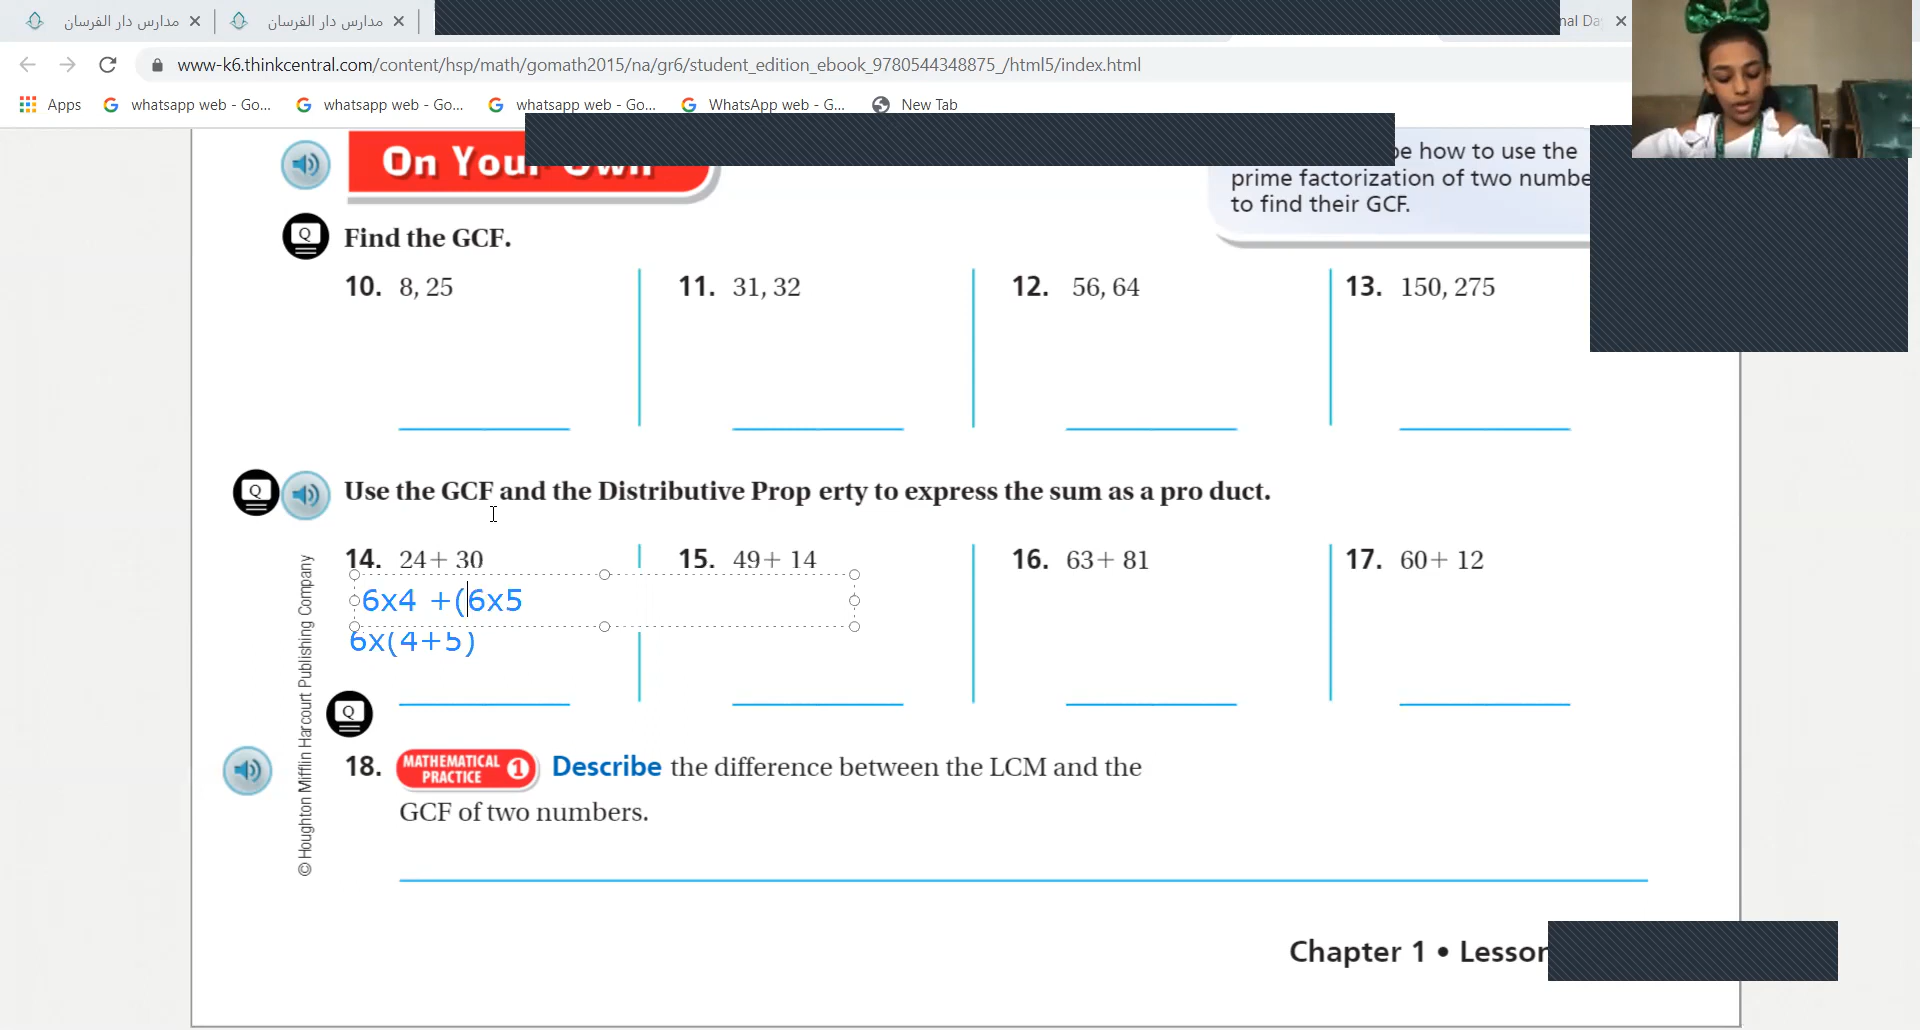 مدارس دار الفرسان
مدارس دار الفرسان
www-k6.thinkcentral.com/content/hsp/math/gomath2015/na/gr6/student_edition_ebook_9780544348875_/html5/index.html
Apps
whatsapp web - Go...
whatsapp web - Go...
whatsapp web - Go...
WhatsApp web - G...
New Tab
On Your Own
how to use the
prime factorization of two
to find their GCF.
Q
Find the GCF.
10. 8, 25
11. 31, 32
12. 56, 64
13. 150, 275
Q
Use the GCF and the Distributive Prop erty to express the sum as a pro duct.
14. 24+ 30
15. 49+ 14
16. 63+ 81
17. 60+ 12
6x4 +(6x5
6x(4+5)
Q
18. MATHEMATICAL PRACTICE 1 Describe the difference between the LCM and the
GCF of two numbers.
© Houghton Mifflin Harcourt Publishing Company
Chapter 1 • Lesson